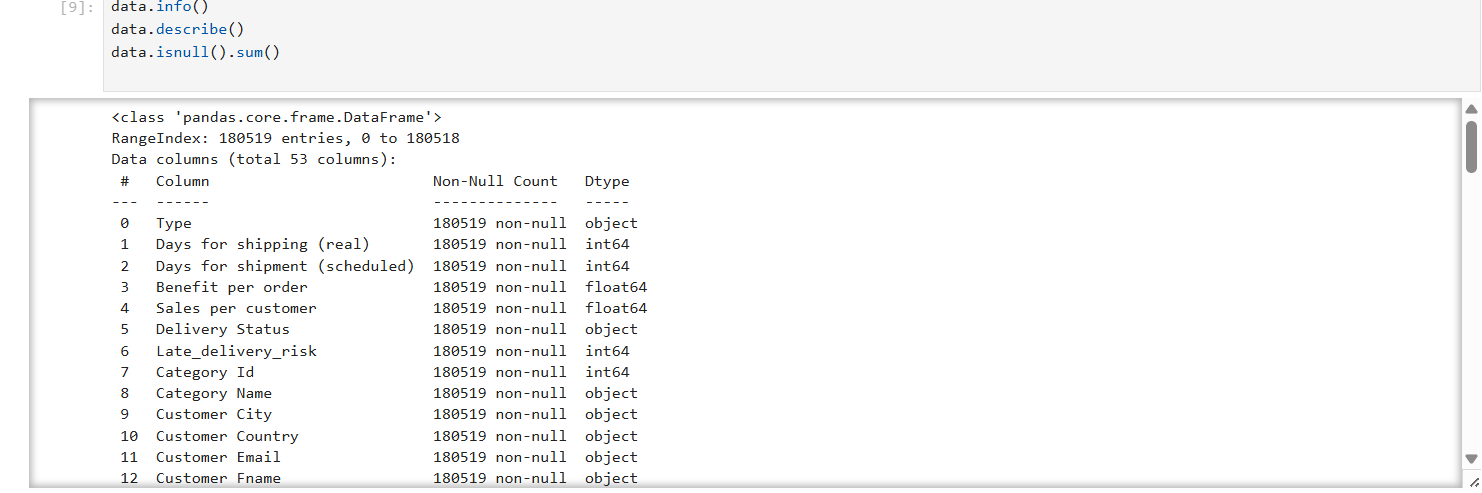 [9]: data.info()
data.describe()
data.isnull().sum()
<class 'pandas.core.frame.DataFrame'>
RangeIndex: 180519 entries, 0 to 180518
Data columns (total 53 columns):
 #   Column                         Non-Null Count   Dtype
---  ------                         --------------   -----
 0   Type                           180519 non-null  object
 1   Days for shipping (real)       180519 non-null  int64
 2   Days for shipment (scheduled)  180519 non-null  int64
 3   Benefit per order              180519 non-null  float64
 4   Sales per customer             180519 non-null  float64
 5   Delivery Status                180519 non-null  object
 6   Late_delivery_risk             180519 non-null  int64
 7   Category Id                    180519 non-null  int64
 8   Category Name                  180519 non-null  object
 9   Customer City                  180519 non-null  object
 10  Customer Country               180519 non-null  object
 11  Customer Email                 180519 non-null  object
 12  Customer Fname                 180519 non-null  object